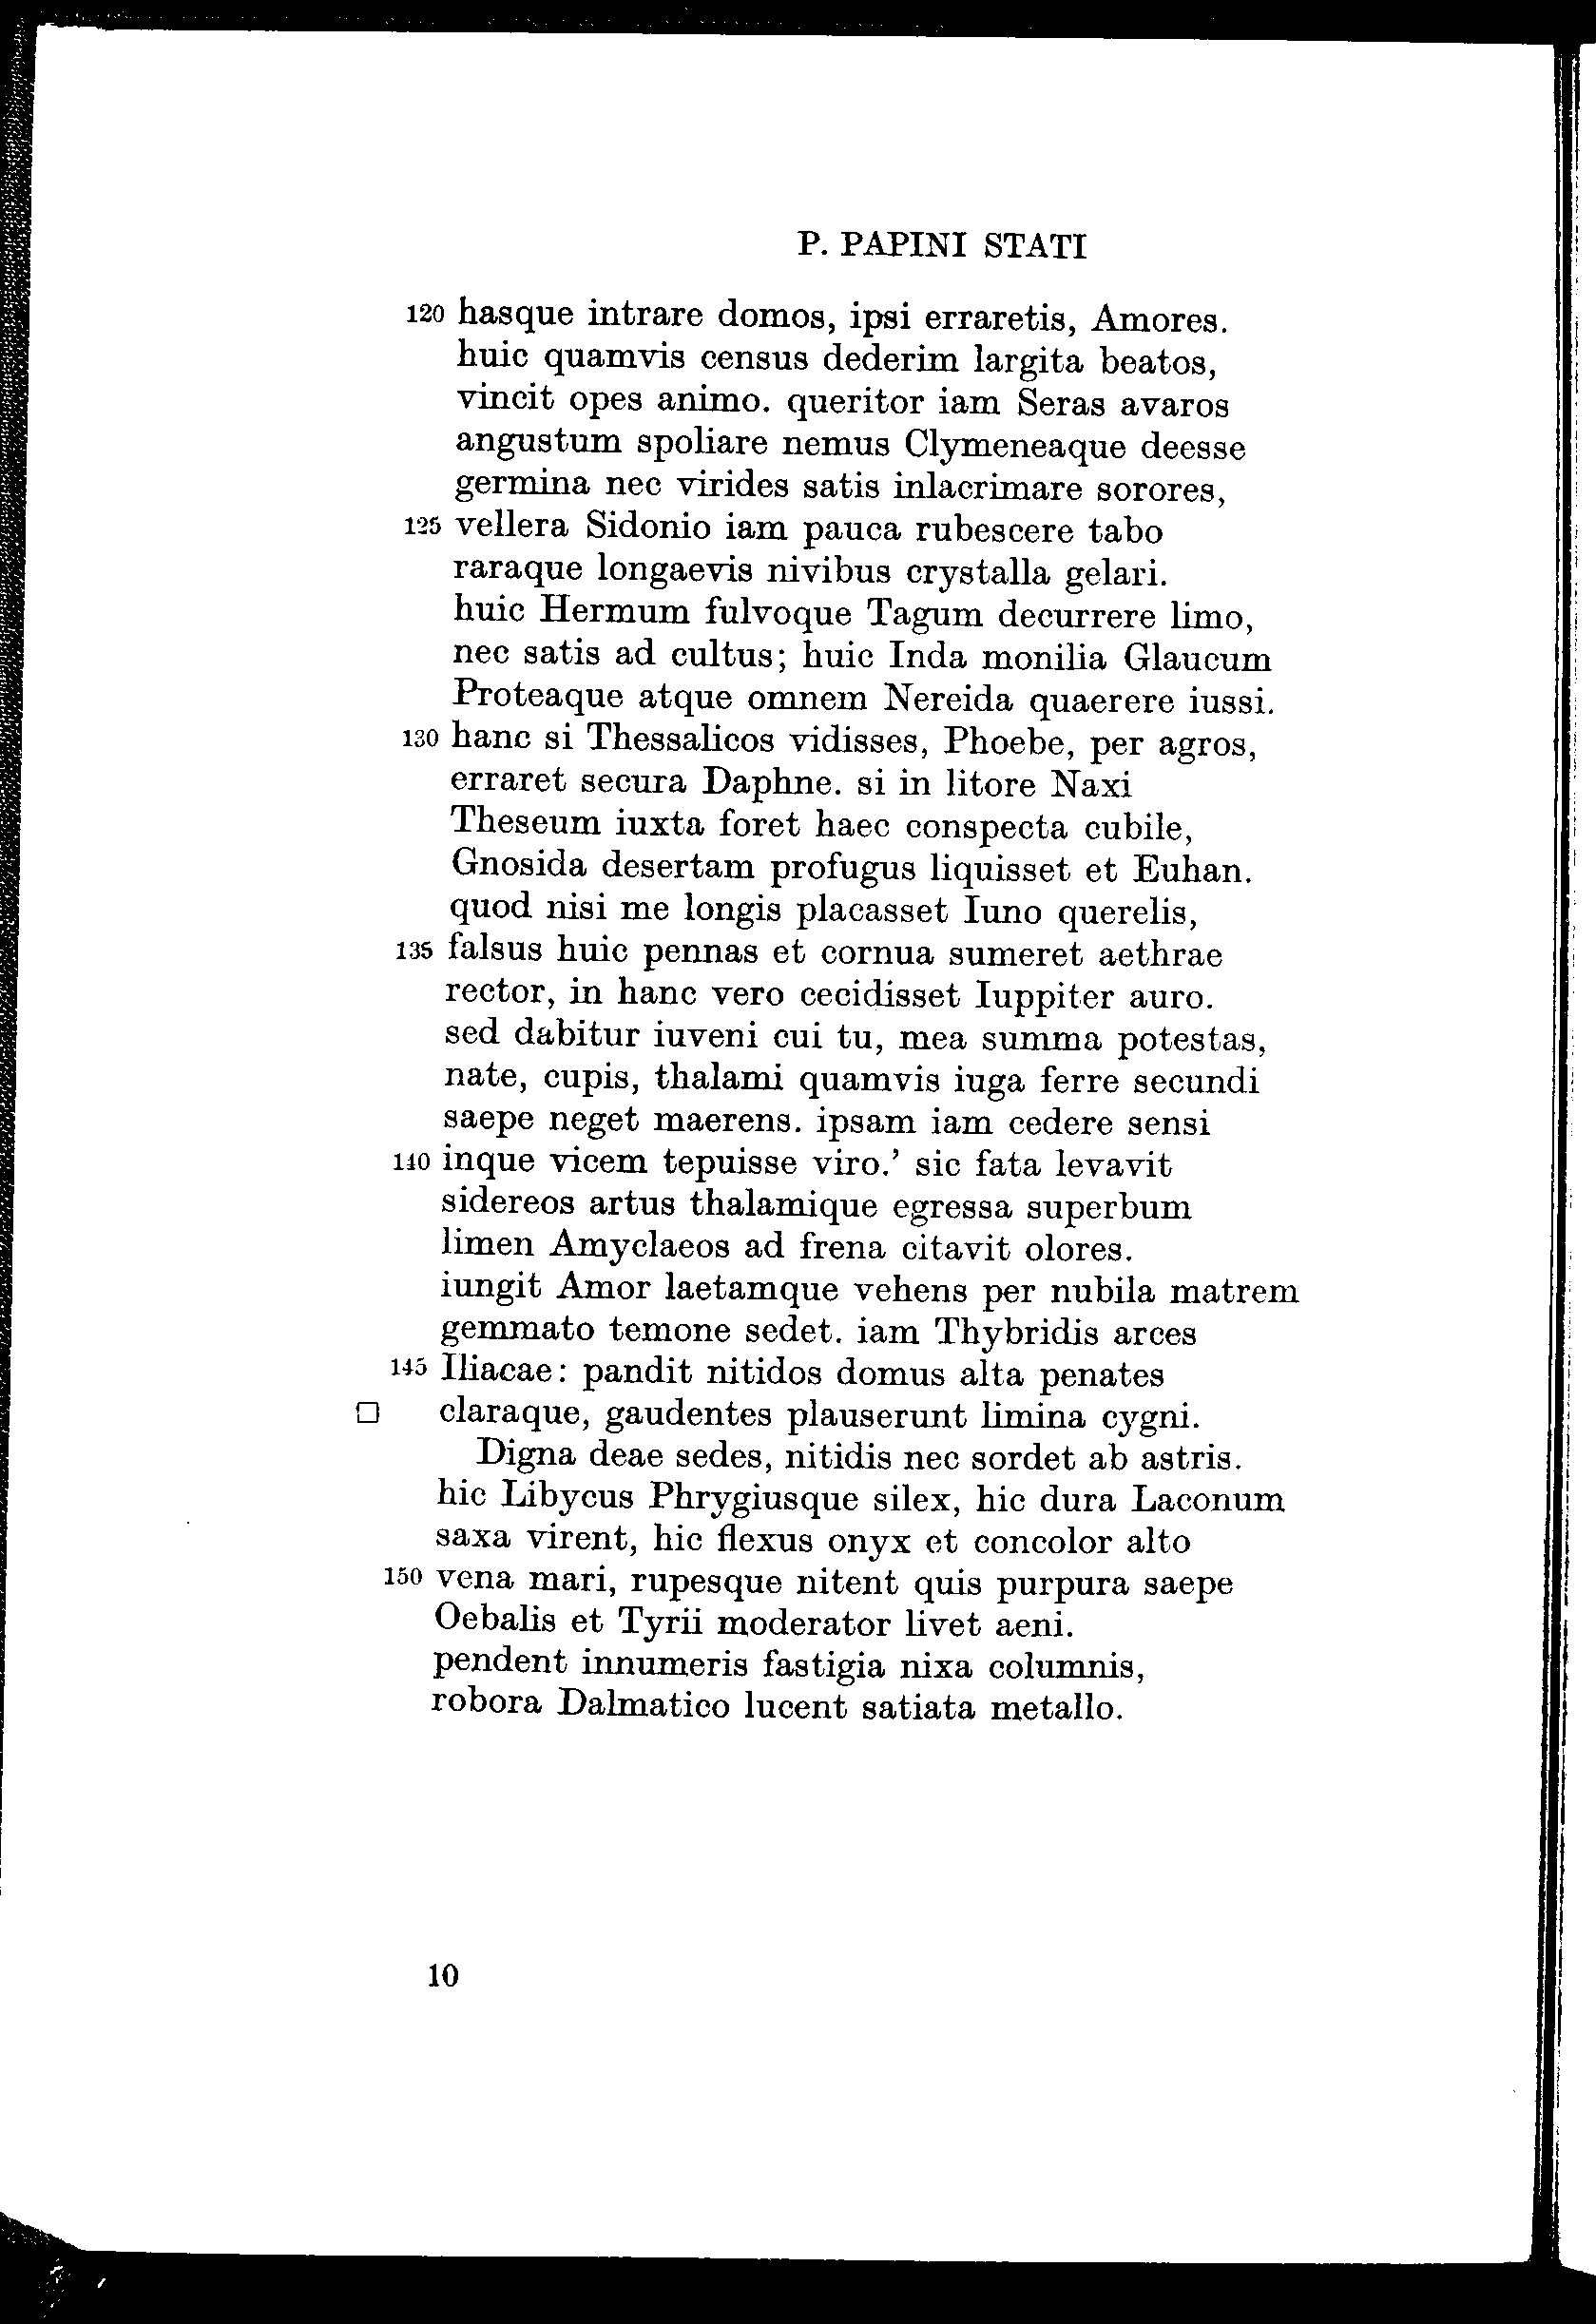 P. PAPINI STATI
120 hasque intrare domos, ipsi erraretis, Amores.
huic quamvis census dederim largita beatos,
vincit opes animo. queritor iam Seras avaros
angustum spoliare nemus Clymeneaque deesse
germina nec virides satis inlacrimare sorores,
125 vellera Sidonio iam pauca rubescere tabo
raraque longaevis nivibus crystalla gelari.
huic Hermum fulvoque Tagum decurrere limo,
nec satis ad cultus; huic Inda monilia Glaucum
Proteaque atque omnem Nereida quaerere iussi.
130 hanc si Thessalicos vidisses, Phoebe, per agros,
erraret secura Daphne. si in litore Naxi
Theseum iuxta foret haec conspecta cubile,
Gnosida desertam profugus liquisset et Euhan.
quod nisi me longis placasset Iuno querelis,
135 falsus huic pennas et cornua sumeret aethrae
rector, in hanc vero cecidisset Iuppiter auro.
sed dabitur iuveni cui tu, mea summa potestas,
nate, cupis, thalami quamvis iuga ferre secundi
saepe neget maerens. ipsam iam cedere sensi
140 inque vicem tepuisse viro.’ sic fata levavit
sidereos artus thalamique egressa superbum
limen Amyclaeos ad frena citavit olores.
iungit Amor laetamque vehens per nubila matrem
gemmato temone sedet. iam Thybridis arces
145 Iliacae: pandit nitidos domus alta penates
□ claraque, gaudentes plauserunt limina cygni.
Digna deae sedes, nitidis nec sordet ab astris.
hic Libycus Phrygiusque silex, hic dura Laconum
saxa virent, hic flexus onyx et concolor alto
150 vena mari, rupesque nitent quis purpura saepe
Oebalis et Tyrii moderator livet aeni.
pendent innumeris fastigia nixa columnis,
robora Dalmatico lucent satiata metallo.
10